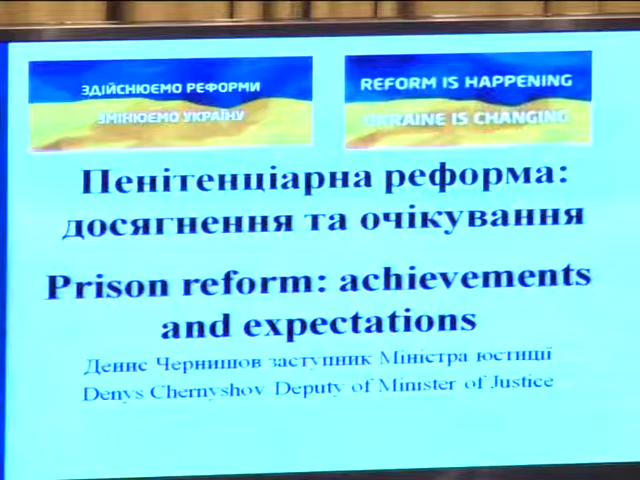 ЗДІЙСНЮЄМО РЕФОРМИ
ЗМІНЮЄМО УКРАЇНУ
REFORM IS HAPPENING
UKRAINE IS CHANGING
Пенітенціарна реформа:
досягнення та очікування
Prison reform: achievements
and expectations
Денис Чернишов заступник Міністра юстиції
Denys Chernyshov Deputy of Minister of Justice